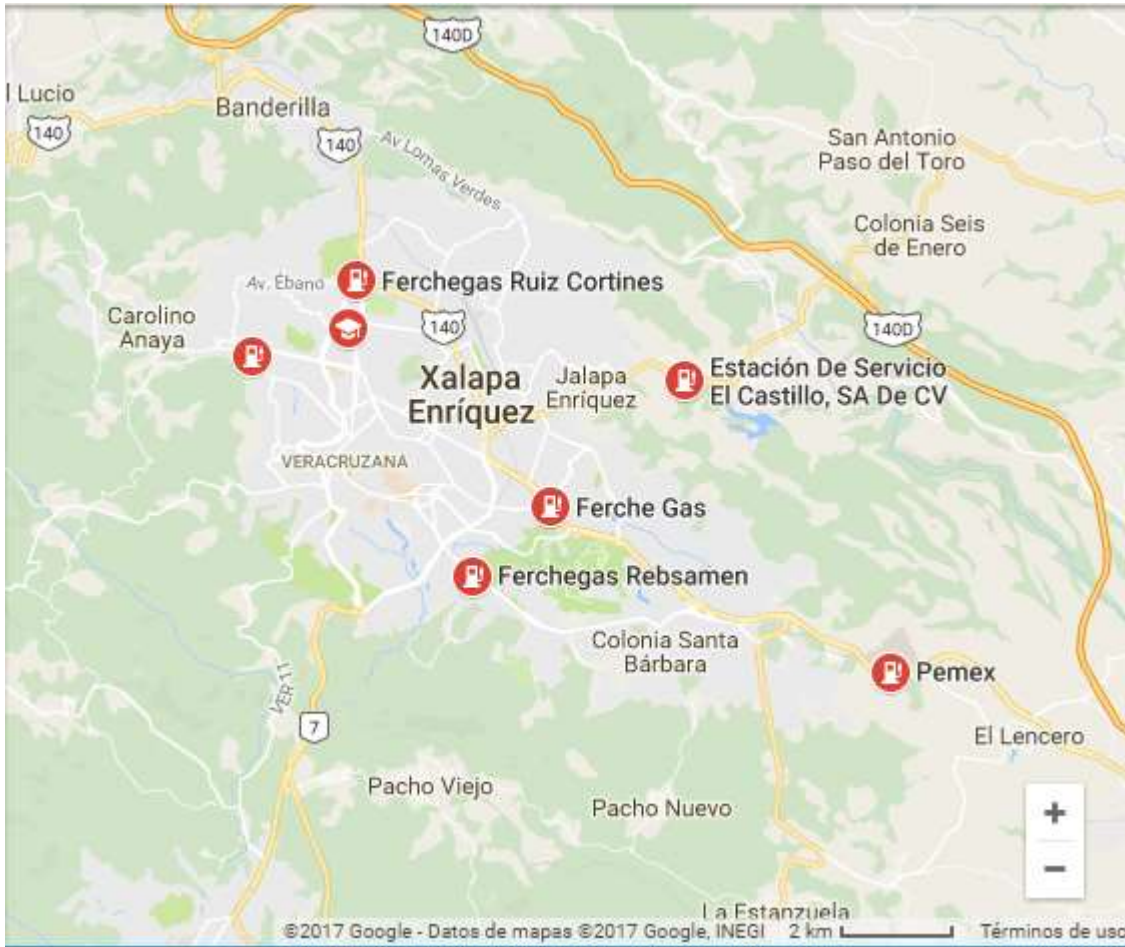 140D
l Lucio
140
Banderilla
140
Av Lomas Verdes
San Antonio
Paso del Toro
Colonia Seis
de Enero
Av. Ébano
Ferchegas Ruiz Cortines
Carolino
Anaya
140
140D
Xalapa
Enríquez
Jalapa
Enríquez
Estación De Servicio
El Castillo, SA De CV
VERACRUZANA
Ferche Gas
Ferchegas Rebsamen
Colonia Santa
Bárbara
Pemex
VER 11
7
El Lencero
Pacho Viejo
Pacho Nuevo
+
−
La Estanzuela
©2017 Google - Datos de mapas ©2017 Google, INEGI 2 km Términos de uso